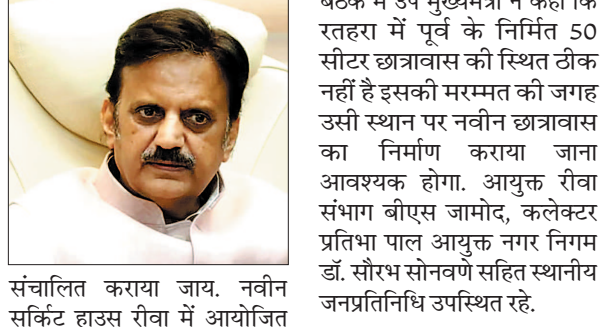 संचालित कराया जाय. नवीन
सर्किट हाउस रीवा में आयोजित
बैठक में उप मुख्यमंत्री ने कहा कि
रतहरा में पूर्व के निर्मित 50
सीटर छात्रावास की स्थित ठीक
नहीं है इसकी मरम्मत की जगह
उसी स्थान पर नवीन छात्रावास
का निर्माण कराया जाना
आवश्यक होगा. आयुक्त रीवा
संभाग बीएस जामोद, कलेक्टर
प्रतिभा पाल आयुक्त नगर निगम
डॉ. सौरभ सोनवणे सहित स्थानीय
जनप्रतिनिधि उपस्थित रहे.